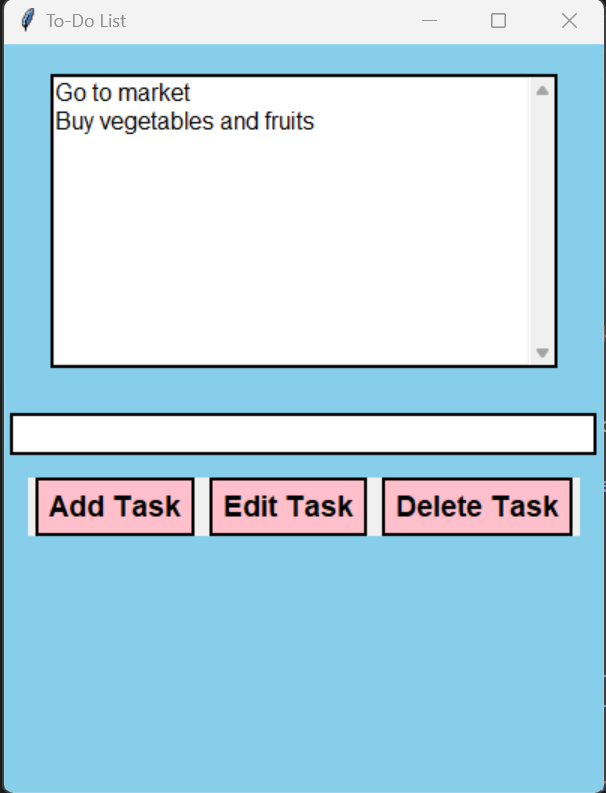 To-Do List
Go to market
Buy vegetables and fruits
Add Task Edit Task Delete Task